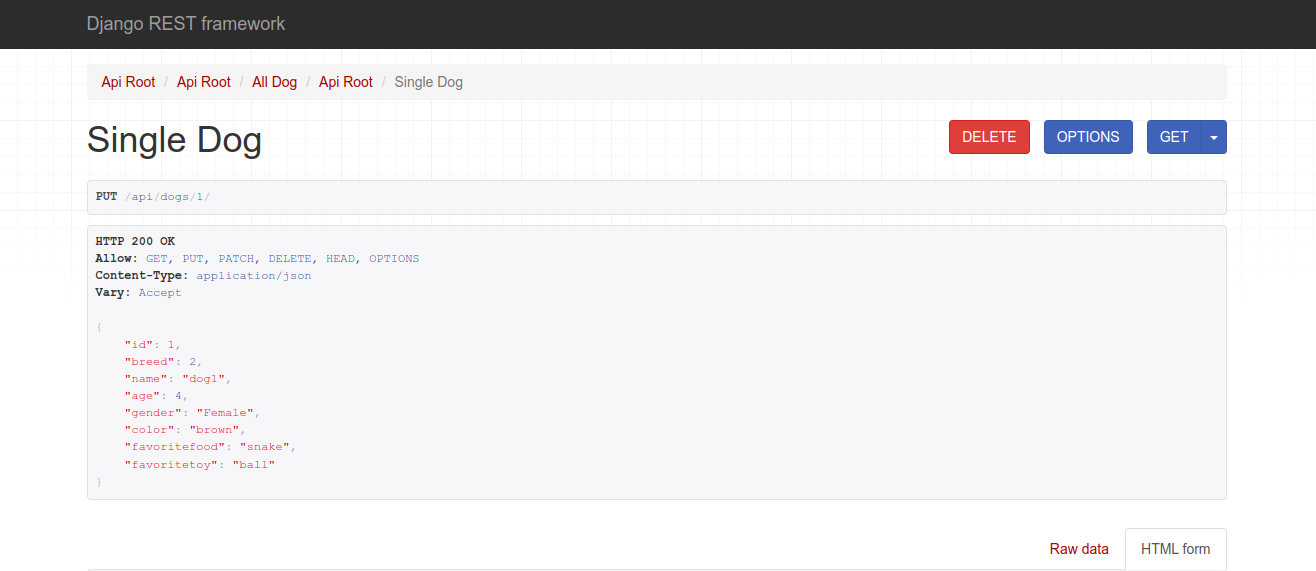 Django REST framework
Api Root / Api Root / All Dog / Api Root / Single Dog
Single Dog
DELETE OPTIONS GET
PUT /api/dogs/1/
HTTP 200 OK
Allow: GET, PUT, PATCH, DELETE, HEAD, OPTIONS
Content-Type: application/json
Vary: Accept
{
"id": 1,
"breed": 2,
"name": "dog1",
"age": 4,
"gender": "Female",
"color": "brown",
"favoritefood": "snake",
"favoritetoy": "ball"
}
Raw data HTML form